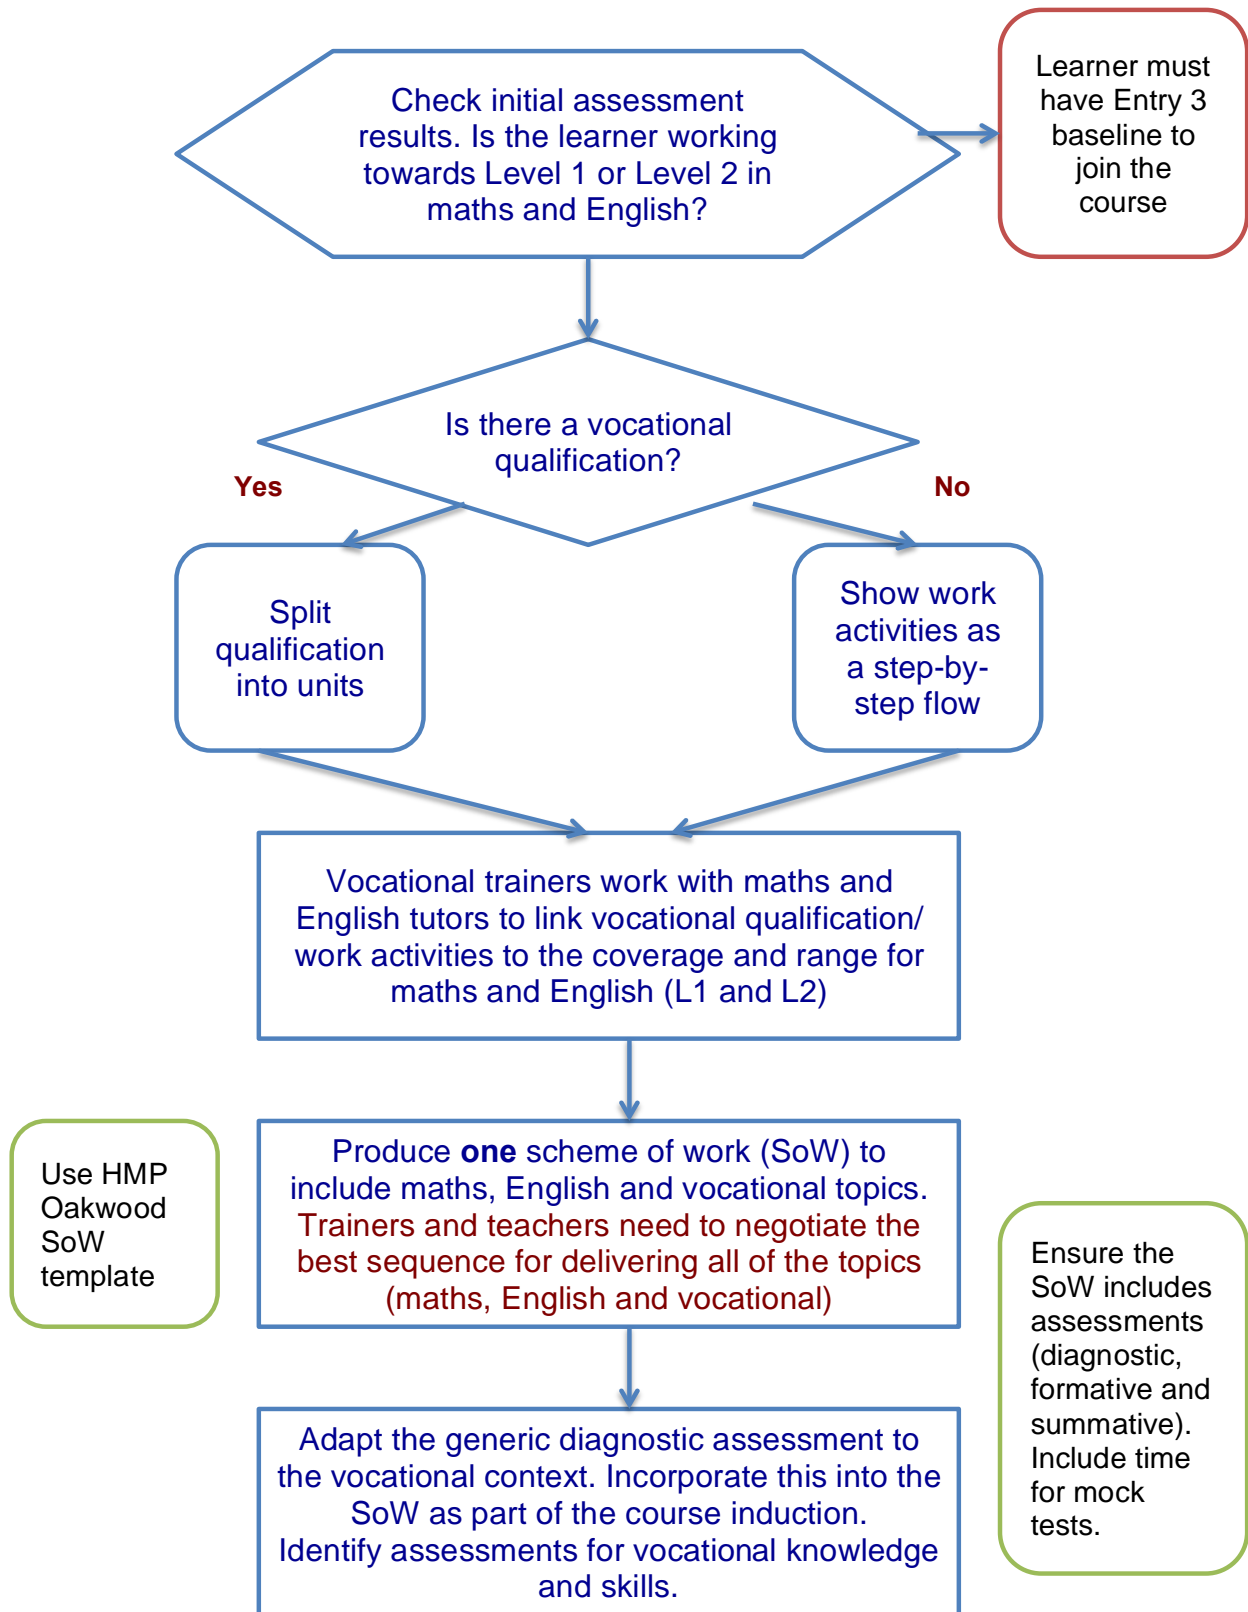 Check initial assessment
results. Is the learner working
towards Level 1 or Level 2 in
maths and English?
Learner must
have Entry 3
baseline to
join the
course
Is there a vocational
qualification?
Yes
No
Split
qualification
into units
Show work
activities as
a step-by-
step flow
Vocational trainers work with maths and
English tutors to link vocational qualification/
work activities to the coverage and range for
maths and English (L1 and L2)
Use HMP
Oakwood
SoW
template
Produce one scheme of work (SoW) to
include maths, English and vocational topics.
Trainers and teachers need to negotiate the
best sequence for delivering all of the topics
(maths, English and vocational)
Ensure the
SoW includes
assessments
(diagnostic,
formative and
summative).
Include time
for mock
tests.
Adapt the generic diagnostic assessment to
the vocational context. Incorporate this into the
SoW as part of the course induction.
Identify assessments for vocational knowledge
and skills.